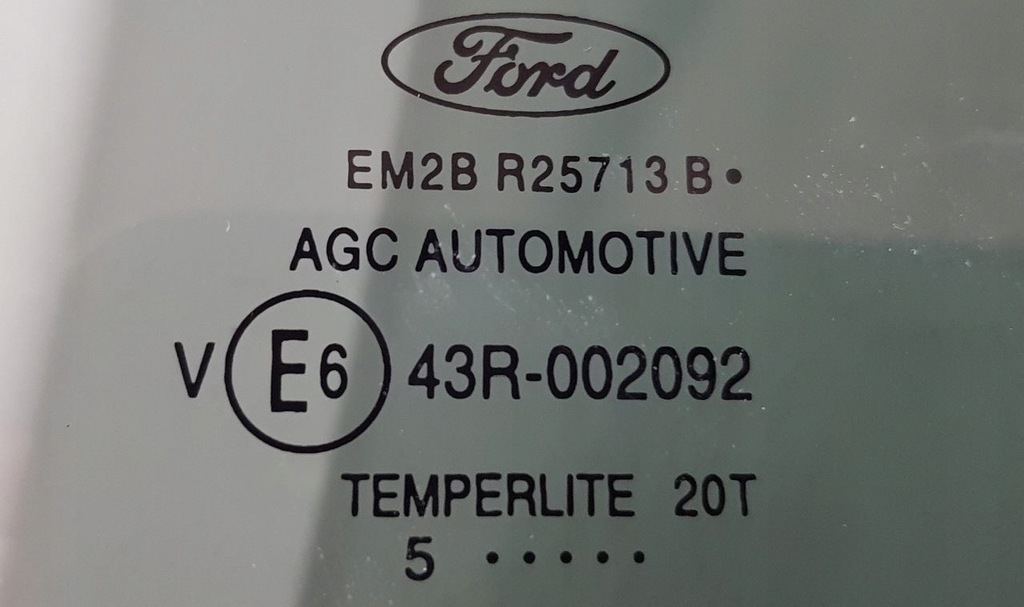 Ford
EM2B R25713 B •
AGC AUTOMOTIVE
V E6 43R-002092
TEMPERLITE 20T
5 • • • • •